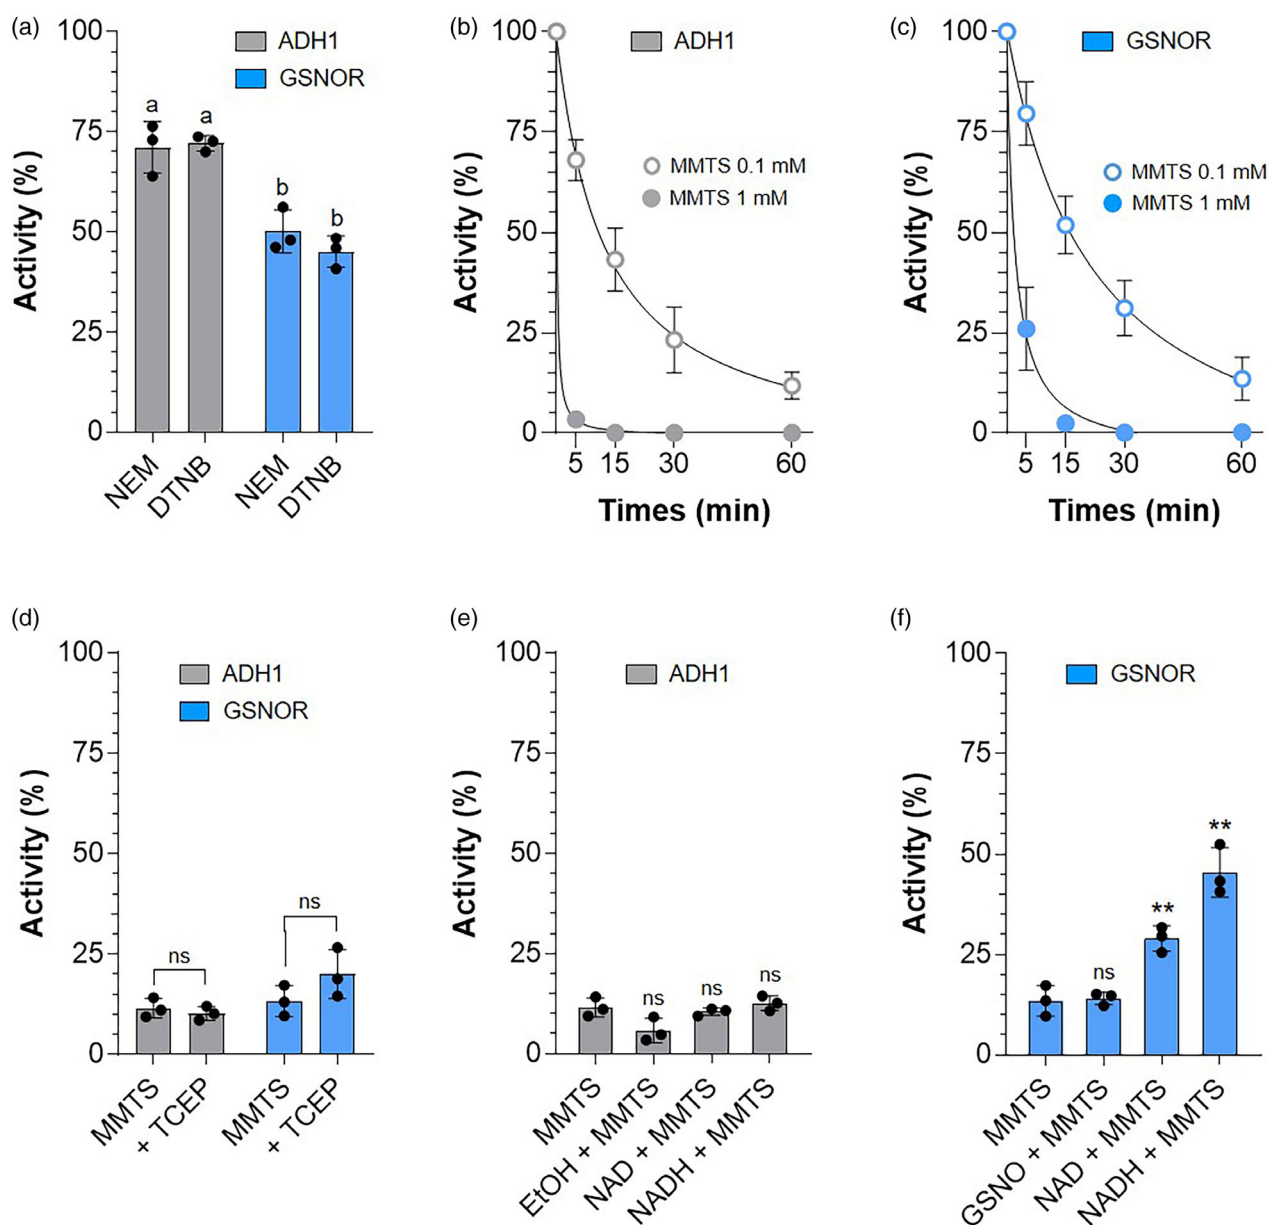 (a)
100
75
50
25
0
Activity (%)
ADH1
GSNOR
a
a
b
b
NEM
DTNB
NEM
DTNB
(b)
100
75
50
25
0
Activity (%)
ADH1
MMTS 0.1 mM
MMTS 1 mM
5 15 30 60
Times (min)
(c)
100
75
50
25
0
Activity (%)
GSNOR
MMTS 0.1 mM
MMTS 1 mM
5 15 30 60
Times (min)
(d)
100
75
50
25
0
Activity (%)
ADH1
GSNOR
ns
ns
MMTS
+ TCEP
MMTS
+ TCEP
(e)
100
75
50
25
0
Activity (%)
ADH1
ns
ns
ns
MMTS
EtOH + MMTS
NAD + MMTS
NADH + MMTS
(f)
100
75
50
25
0
Activity (%)
GSNOR
ns
**
**
MMTS
GSNO + MMTS
NAD + MMTS
NADH + MMTS